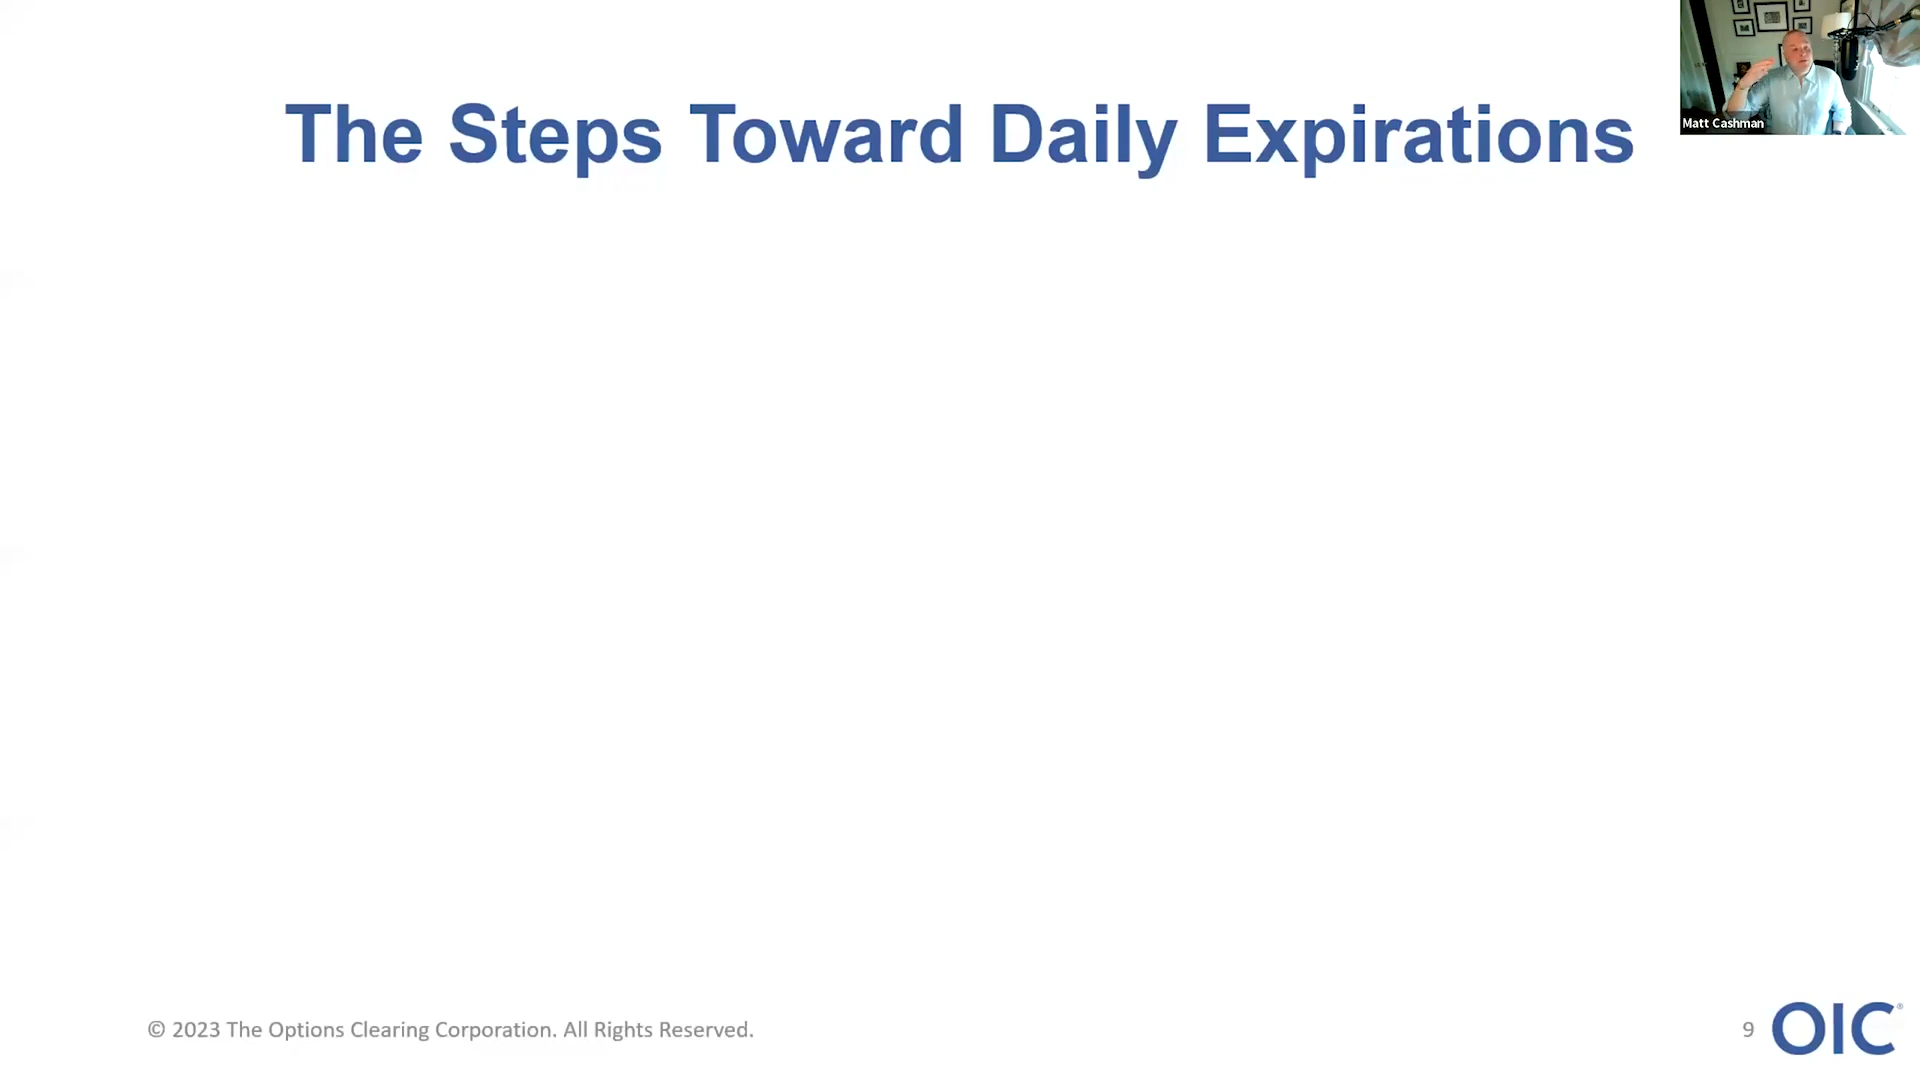 The Steps Toward Daily Expirations
Matt Cashman
© 2023 The Options Clearing Corporation. All Rights Reserved.
9
OIC®